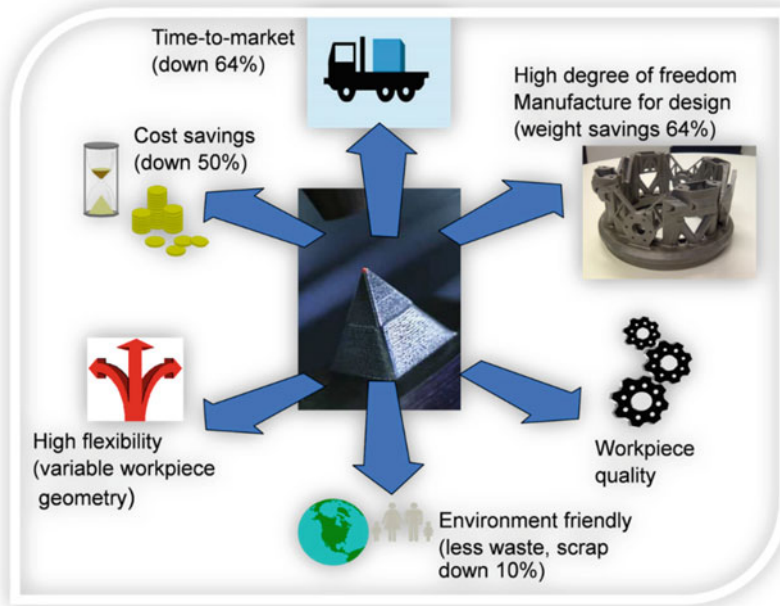 Time-to-market
(down 64%)
High degree of freedom
Manufacture for design
(weight savings 64%)
Cost savings
(down 50%)
High flexibility
(variable workpiece
geometry)
Workpiece
quality
Environment friendly
(less waste, scrap
down 10%)